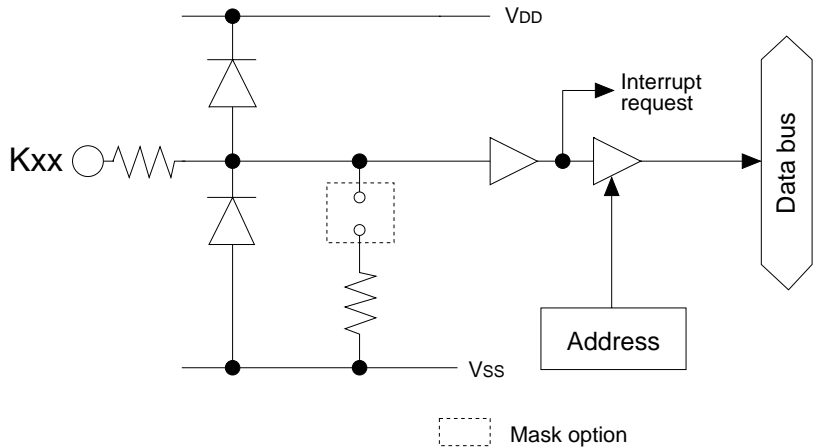 VDD
Interrupt
request
Kxx
Data bus
Address
VSS
Mask option